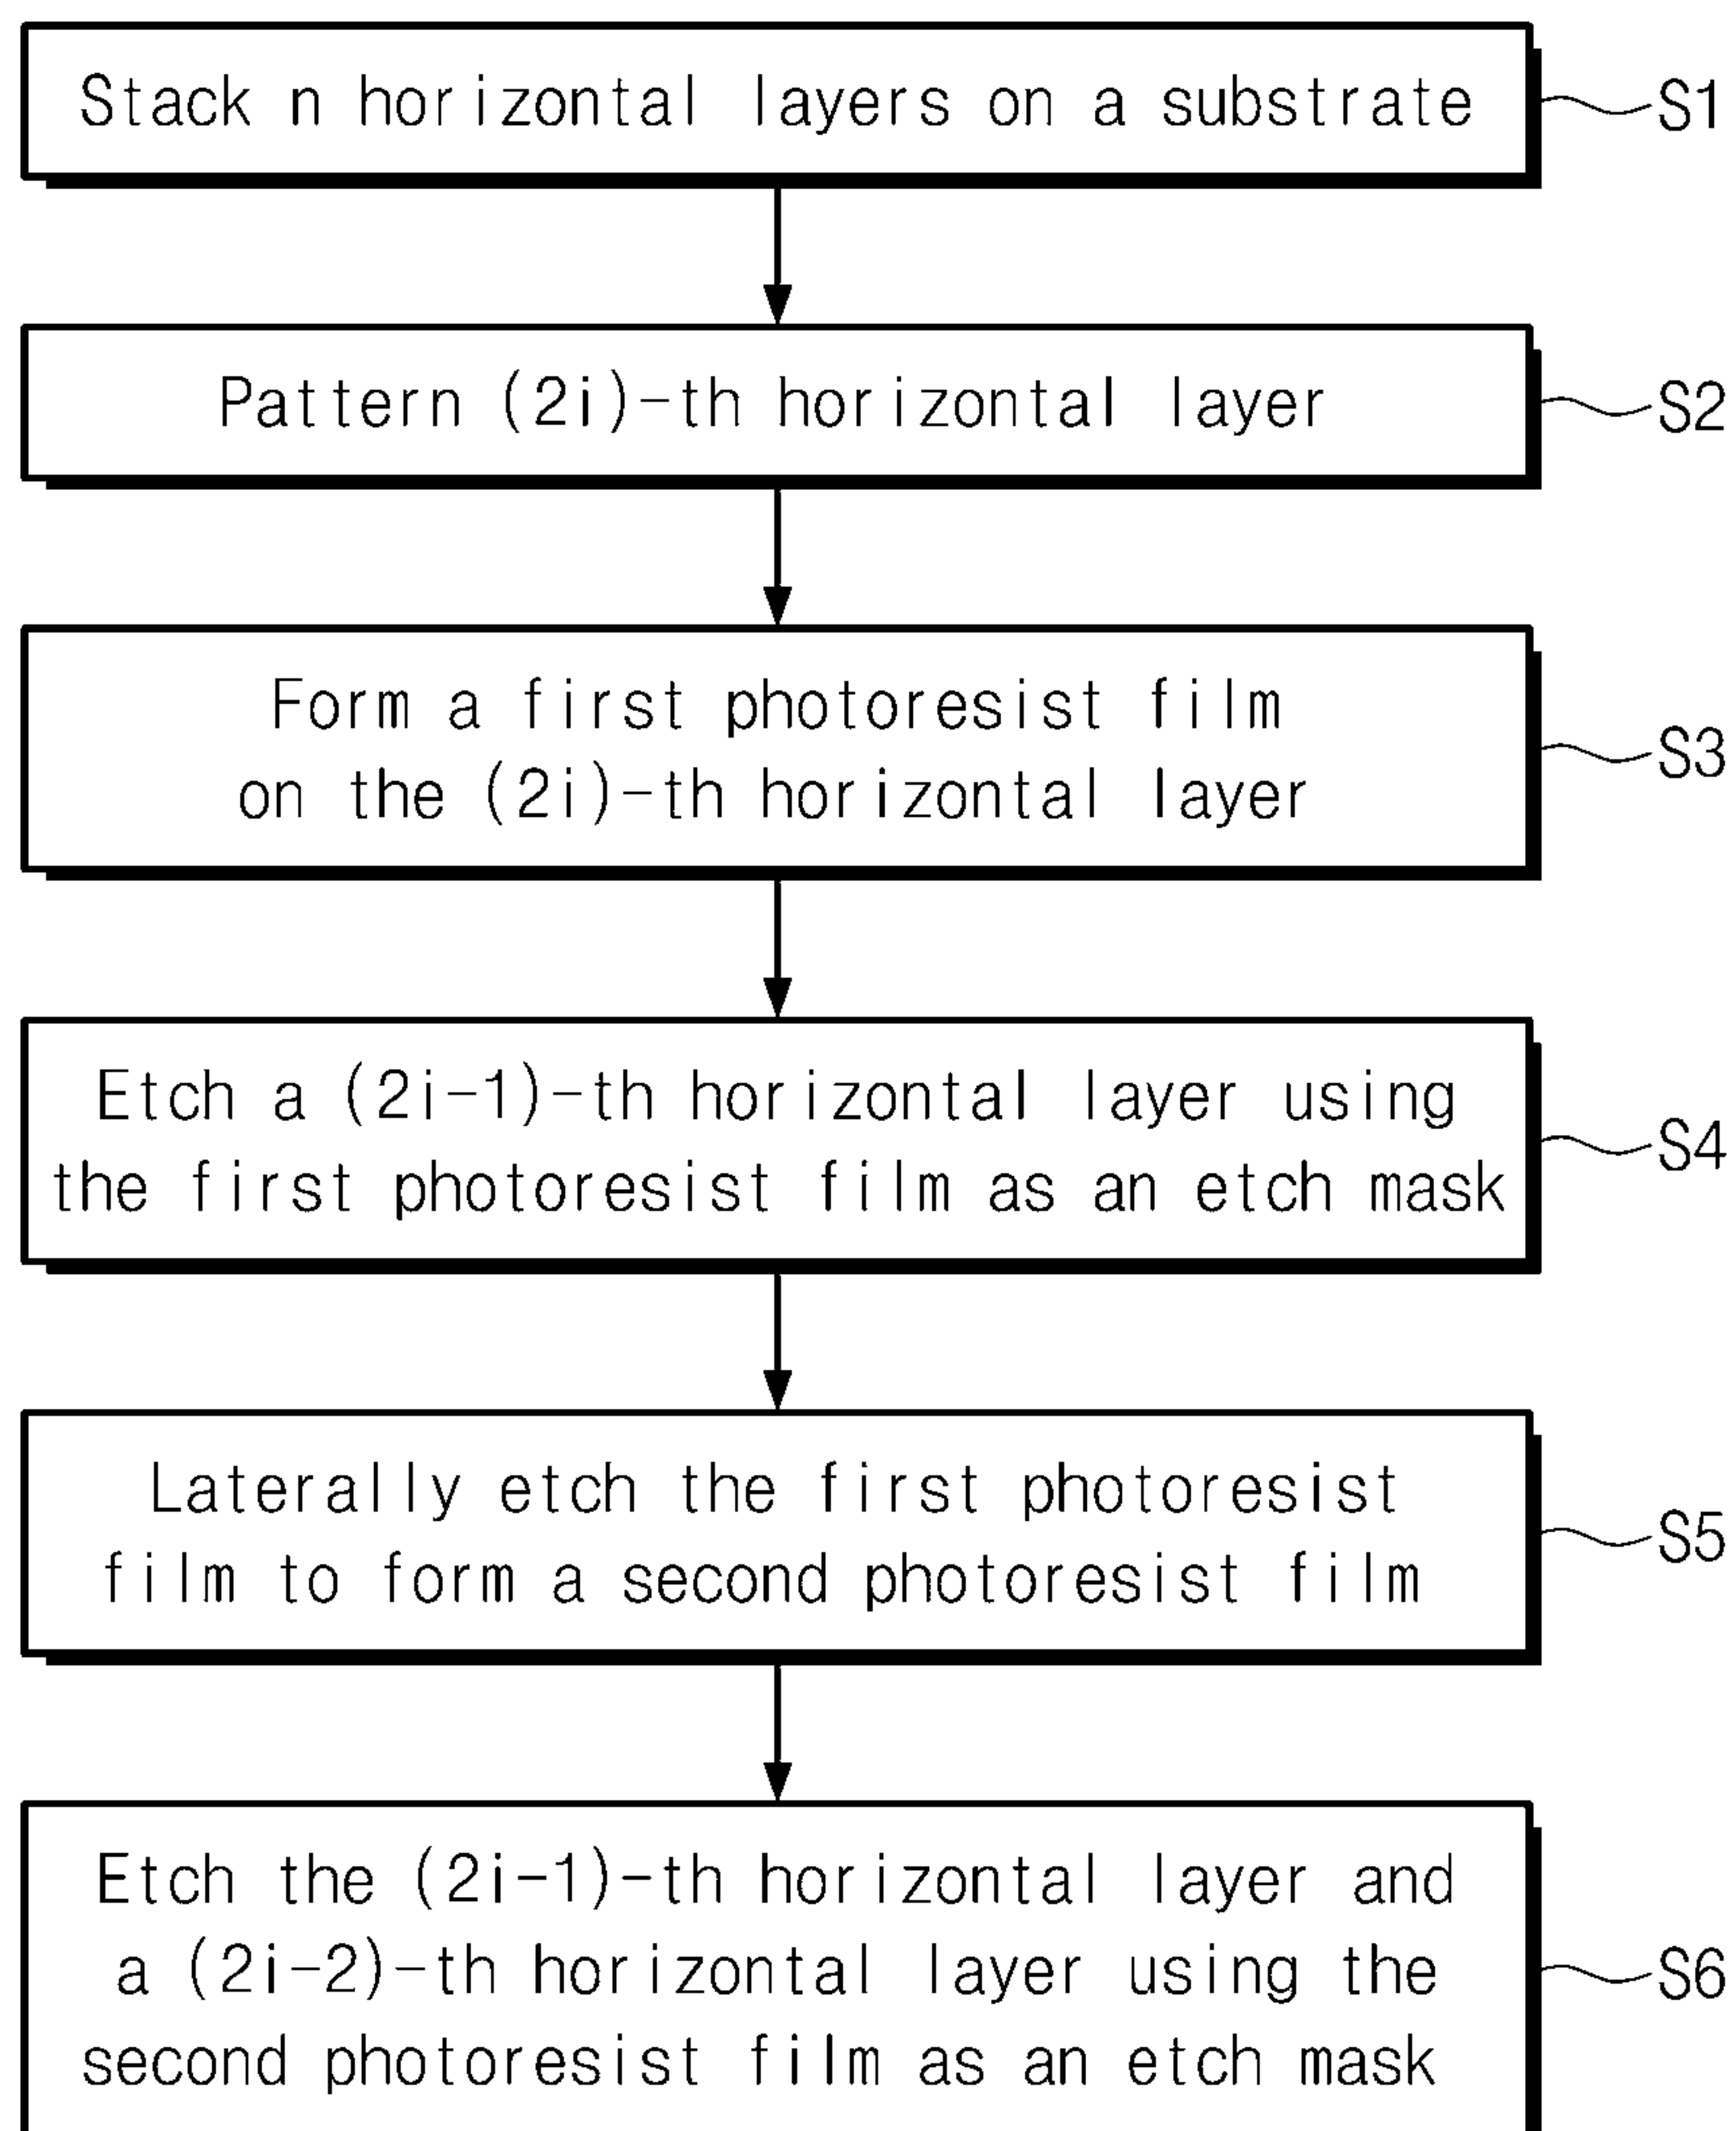 Stack n horizontal layers on a substrate
S1
Pattern (2i)-th horizontal layer
S2
Form a first photoresist film
on the (2i)-th horizontal layer
S3
Etch a (2i-1)-th horizontal layer using
the first photoresist film as an etch mask
S4
Laterally etch the first photoresist
film to form a second photoresist film
S5
Etch the (2i-1)-th horizontal layer and
a (2i-2)-th horizontal layer using the
second photoresist film as an etch mask
S6